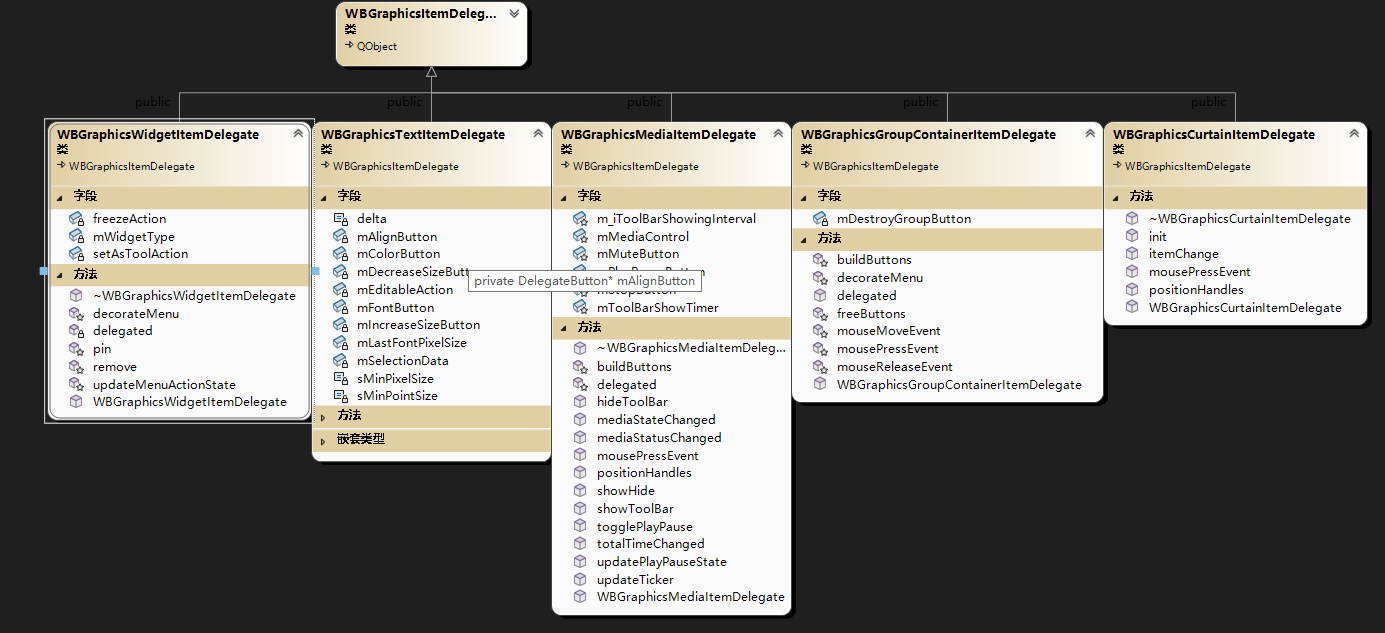 WBGraphicsItemDeleg...
类
QObject
public
public
public
public
public
WBGraphicsWidgetItemDelegate
类
WBGraphicsItemDelegate
字段
freezeAction
mWidgetType
setAsToolAction
方法
~WBGraphicsWidgetItemDelegate
decorateMenu
delegated
pin
remove
updateMenuActionState
WBGraphicsWidgetItemDelegate
WBGraphicsTextItemDelegate
类
WBGraphicsItemDelegate
字段
delta
mAlignButton
mColorButton
mDecreaseSizeButt
mEditableAction
mFontButton
mIncreaseSizeButton
mLastFontPixelSize
mSelectionData
sMinPixelSize
sMinPointSize
方法
嵌套类型
private DelegateButton* mAlignButton
WBGraphicsMediaItemDelegate
类
WBGraphicsItemDelegate
字段
m_iToolBarShowingInterval
mMediaControl
mMuteButton
mToolBarShowTimer
方法
~WBGraphicsMediaItemDeleg...
buildButtons
delegated
hideToolBar
mediaStateChanged
mediaStatusChanged
mousePressEvent
positionHandles
showHide
showToolBar
togglePlayPause
totalTimeChanged
updatePlayPauseState
updateTicker
WBGraphicsMediaItemDelegate
WBGraphicsGroupContainerItemDelegate
类
WBGraphicsItemDelegate
字段
mDestroyGroupButton
方法
buildButtons
decorateMenu
delegated
freeButtons
mouseMoveEvent
mousePressEvent
mouseReleaseEvent
WBGraphicsGroupContainerItemDelegate
WBGraphicsCurtainItemDelegate
类
WBGraphicsItemDelegate
方法
~WBGraphicsCurtainItemDelegate
init
itemChange
mousePressEvent
positionHandles
WBGraphicsCurtainItemDelegate